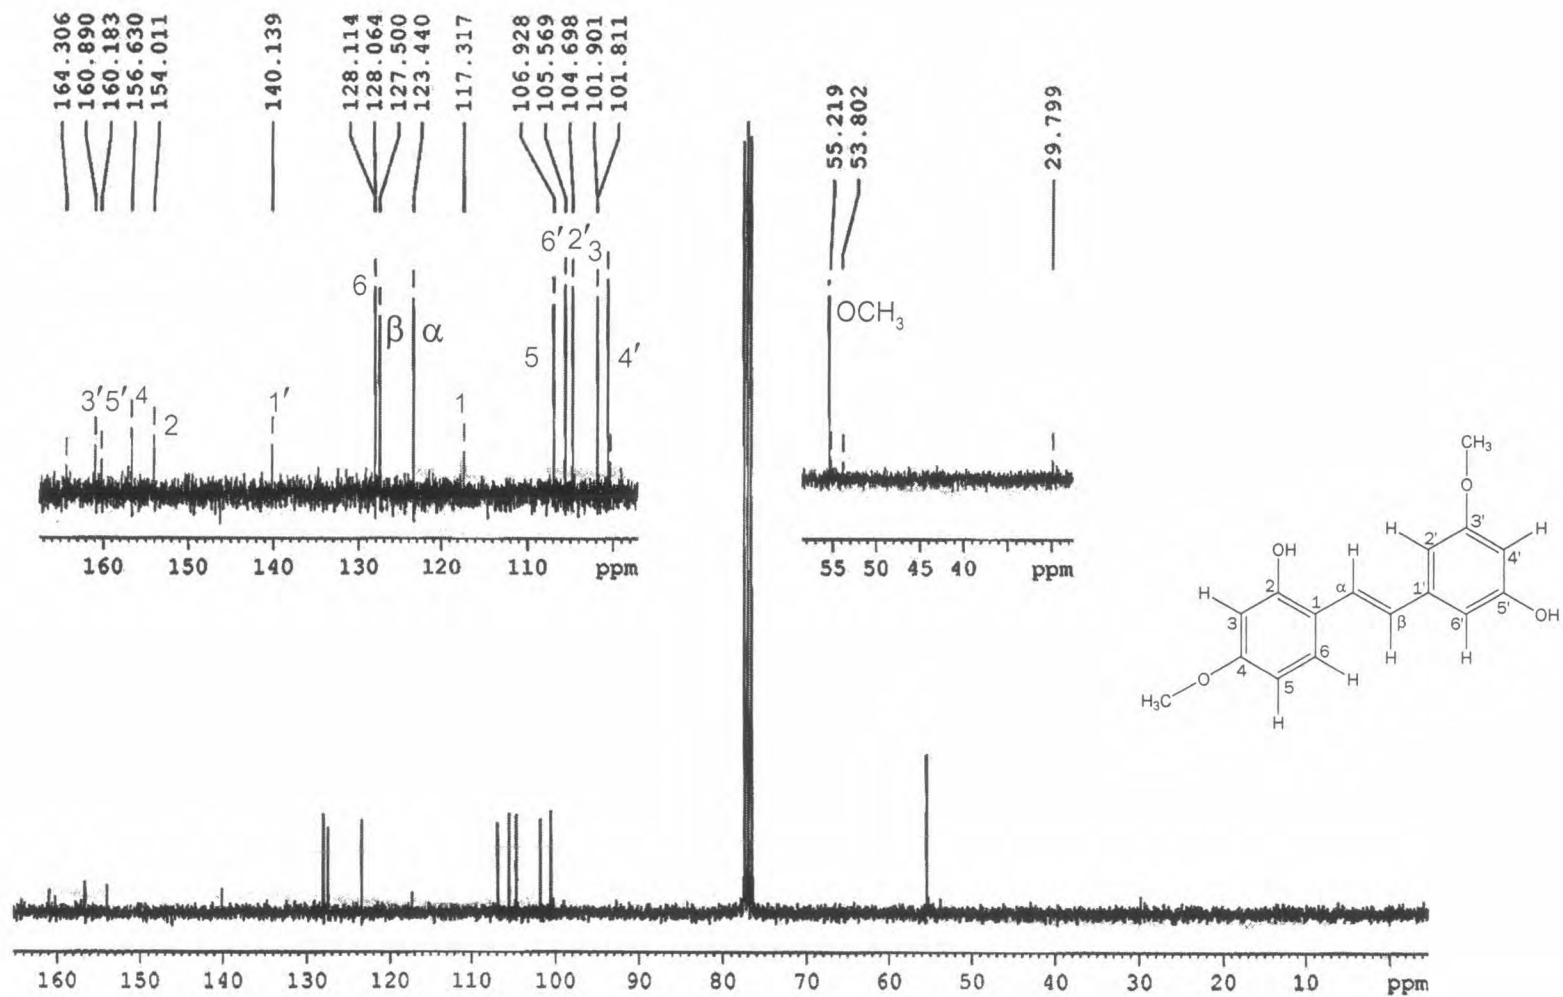 164.306
160.890
160.183
156.630
154.011
140.139
128.114
128.064
127.500
123.440
117.317
106.928
105.569
104.698
101.901
101.811
55.219
53.802
29.799
3' 5' 4 2 1' 6 β α 1 5 6' 2' 3 4'
OCH₃
160 150 140 130 120 110 ppm
55 50 45 40 ppm
CH₃
O
H 3' H
OH H 2' 4'
2 α 1' 5'
H 1 OH
3 β 6'
6 H H
4 5 H
O
H₃C
H
160 150 140 130 120 110 100 90 80 70 60 50 40 30 20 10 ppm